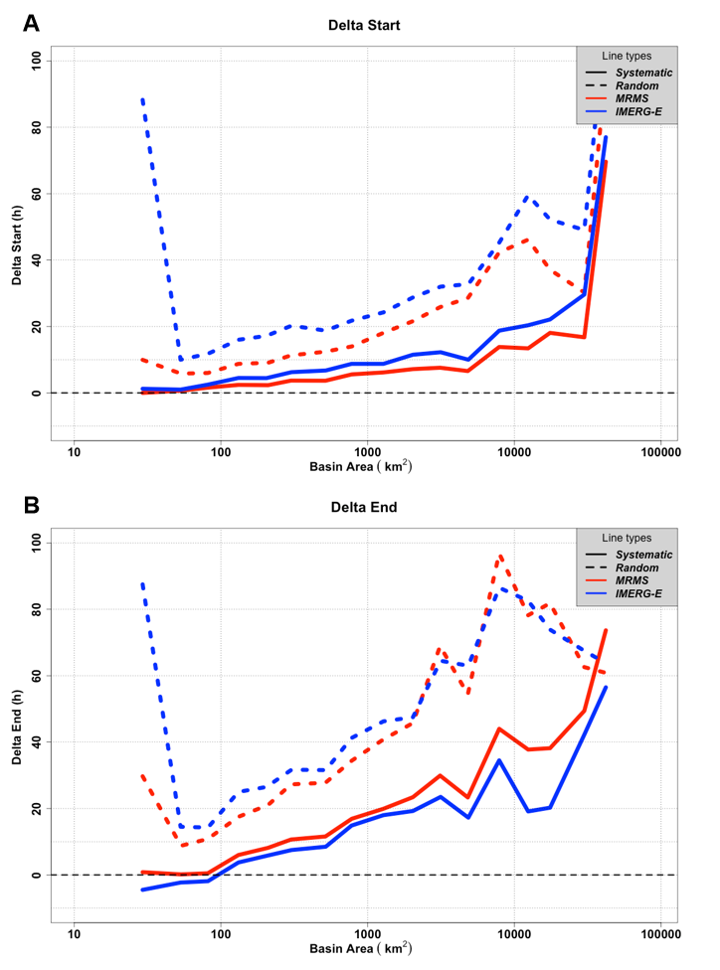 A
Delta Start
Line types
Systematic
Random
MRMS
IMERG-E
Delta Start (h)
100
80
60
40
20
0
10 100 1000 10000 100000
Basin Area ( km²)
B
Delta End
Line types
Systematic
Random
MRMS
IMERG-E
Delta End (h)
100
80
60
40
20
0
10 100 1000 10000 100000
Basin Area ( km²)